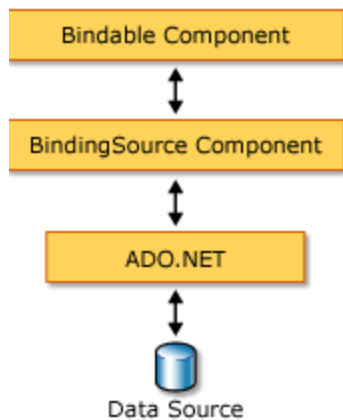 Bindable Component
BindingSource Component
ADO.NET
Data Source